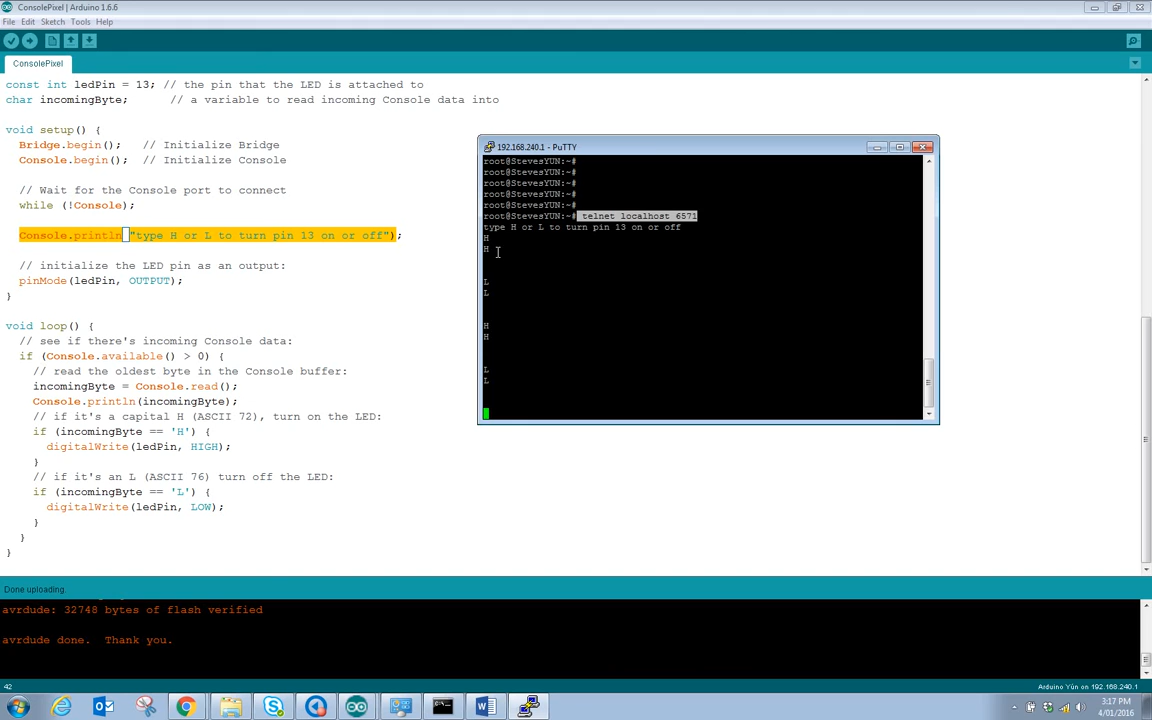 ConsolePixel | Arduino 1.6.6
File Edit Sketch Tools Help
ConsolePixel
const int ledPin = 13; // the pin that the LED is attached to
char incomingByte;      // a variable to read incoming Console data into
void setup() {
  Bridge.begin();   // Initialize Bridge
  Console.begin();  // Initialize Console
  // Wait for the Console port to connect
  while (!Console);
  Console.println("type H or L to turn pin 13 on or off");
  // initialize the LED pin as an output:
  pinMode(ledPin, OUTPUT);
}
void loop() {
  // see if there's incoming Console data:
  if (Console.available() > 0) {
    // read the oldest byte in the Console buffer:
    incomingByte = Console.read();
    Console.println(incomingByte);
    // if it's a capital H (ASCII 72), turn on the LED:
    if (incomingByte == 'H') {
      digitalWrite(ledPin, HIGH);
    }
    // if it's an L (ASCII 76) turn off the LED:
    if (incomingByte == 'L') {
      digitalWrite(ledPin, LOW);
    }
  }
}
192.168.240.1 - PuTTY
root@StevesYUN:~#
root@StevesYUN:~#
root@StevesYUN:~#
root@StevesYUN:~#
root@StevesYUN:~#
root@StevesYUN:~# telnet localhost 6571
type H or L to turn pin 13 on or off
H
H
L
L
H
H
L
L
Done uploading
avrdude: 32748 bytes of flash verified
avrdude done.  Thank you.
42
Arduino Yún on 192.168.240.1
3:17 PM
4/01/2016